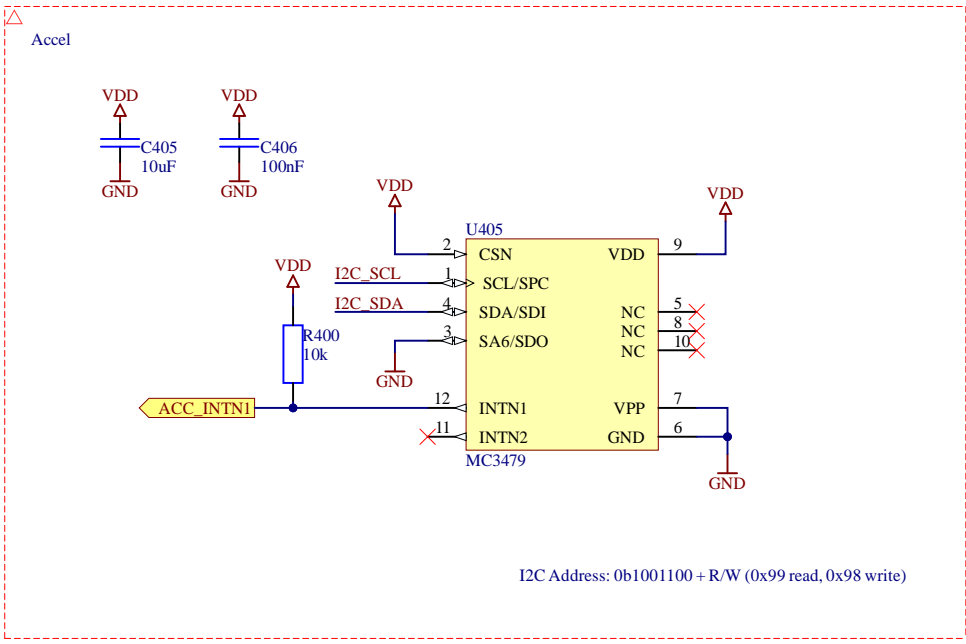 Accel
VDD
C405
10uF
GND
VDD
C406
100nF
GND
VDD
VDD
U405
2
CSN
VDD
9
I2C_SCL
1
SCL/SPC
I2C_SDA
4
SDA/SDI
NC
5
3
SA6/SDO
NC
8
NC
10
GND
VDD
R400
10k
ACC_INTN1
12
INTN1
VPP
7
11
INTN2
GND
6
MC3479
GND
I2C Address: 0b1001100 + R/W (0x99 read, 0x98 write)